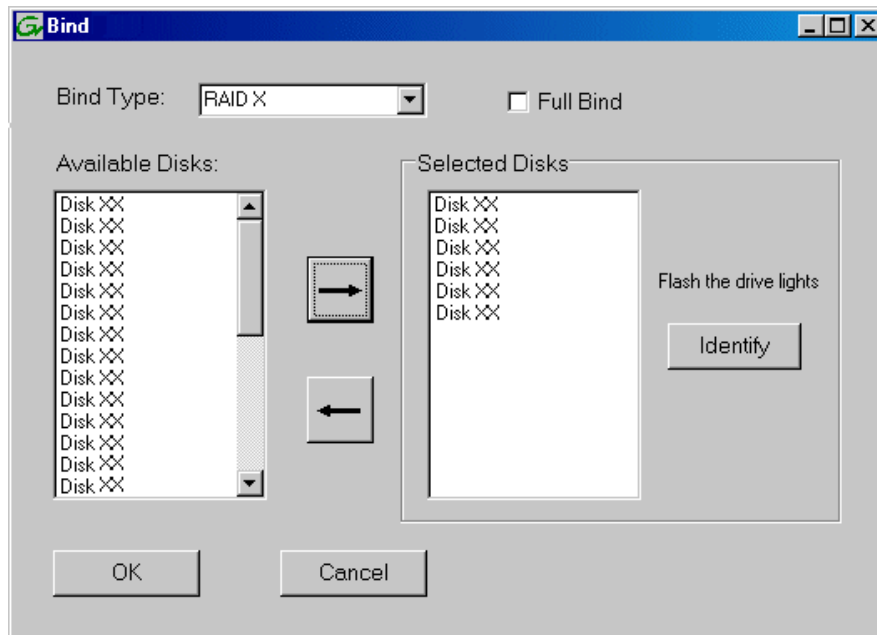 Bind
Bind Type: RAID X Full Bind
Available Disks:
Disk XX
Disk XX
Disk XX
Disk XX
Disk XX
Disk XX
Disk XX
Disk XX
Disk XX
Disk XX
Disk XX
Disk XX
Disk XX
Disk XX
Selected Disks
Disk XX
Disk XX
Disk XX
Disk XX
Disk XX
Disk XX
Flash the drive lights
Identify
OK Cancel